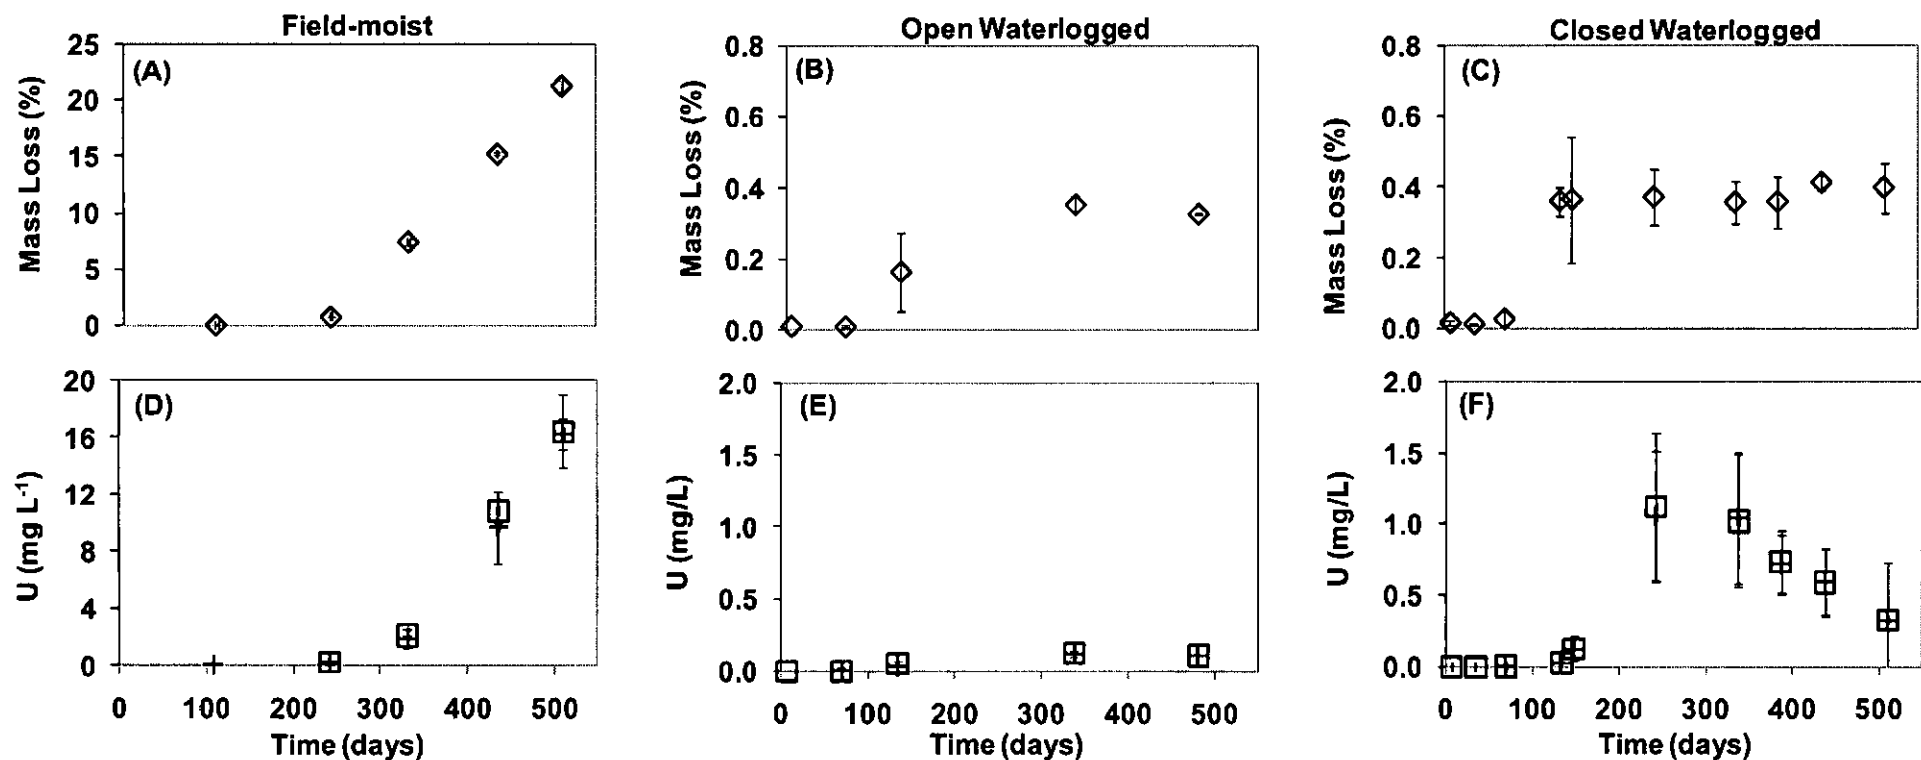 Field-moist
Open Waterlogged
Closed Waterlogged
(A)
(B)
(C)
Mass Loss (%)
25
20
15
10
5
0
Mass Loss (%)
0.8
0.6
0.4
0.2
0.0
Mass Loss (%)
0.8
0.6
0.4
0.2
0.0
(D)
(E)
(F)
U (mg L-1)
20
16
12
8
4
0
U (mg/L)
2.0
1.5
1.0
0.5
0.0
U (mg/L)
2.0
1.5
1.0
0.5
0.0
0 100 200 300 400 500
0 100 200 300 400 500
0 100 200 300 400 500
Time (days)
Time (days)
Time (days)